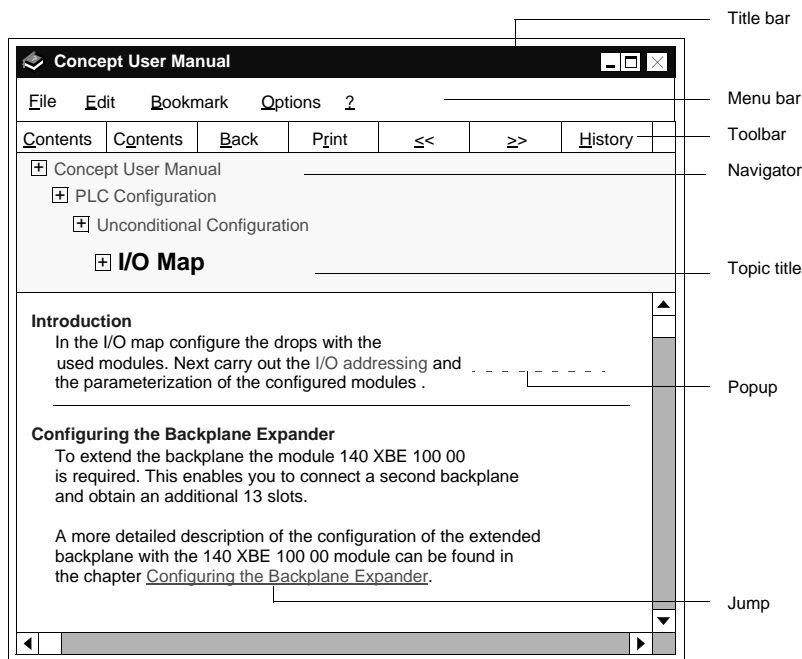 Title bar
Concept User Manual
File Edit Bookmark Options ?
Menu bar
Contents Contents Back Print << >> History
Toolbar
Concept User Manual
Navigator
PLC Configuration
Unconditional Configuration
I/O Map
Topic title
Introduction
In the I/O map configure the drops with the
used modules. Next carry out the I/O addressing and
the parameterization of the configured modules .
Popup
Configuring the Backplane Expander
To extend the backplane the module 140 XBE 100 00
is required. This enables you to connect a second backplane
and obtain an additional 13 slots.
A more detailed description of the configuration of the extended
backplane with the 140 XBE 100 00 module can be found in
the chapter Configuring the Backplane Expander.
Jump